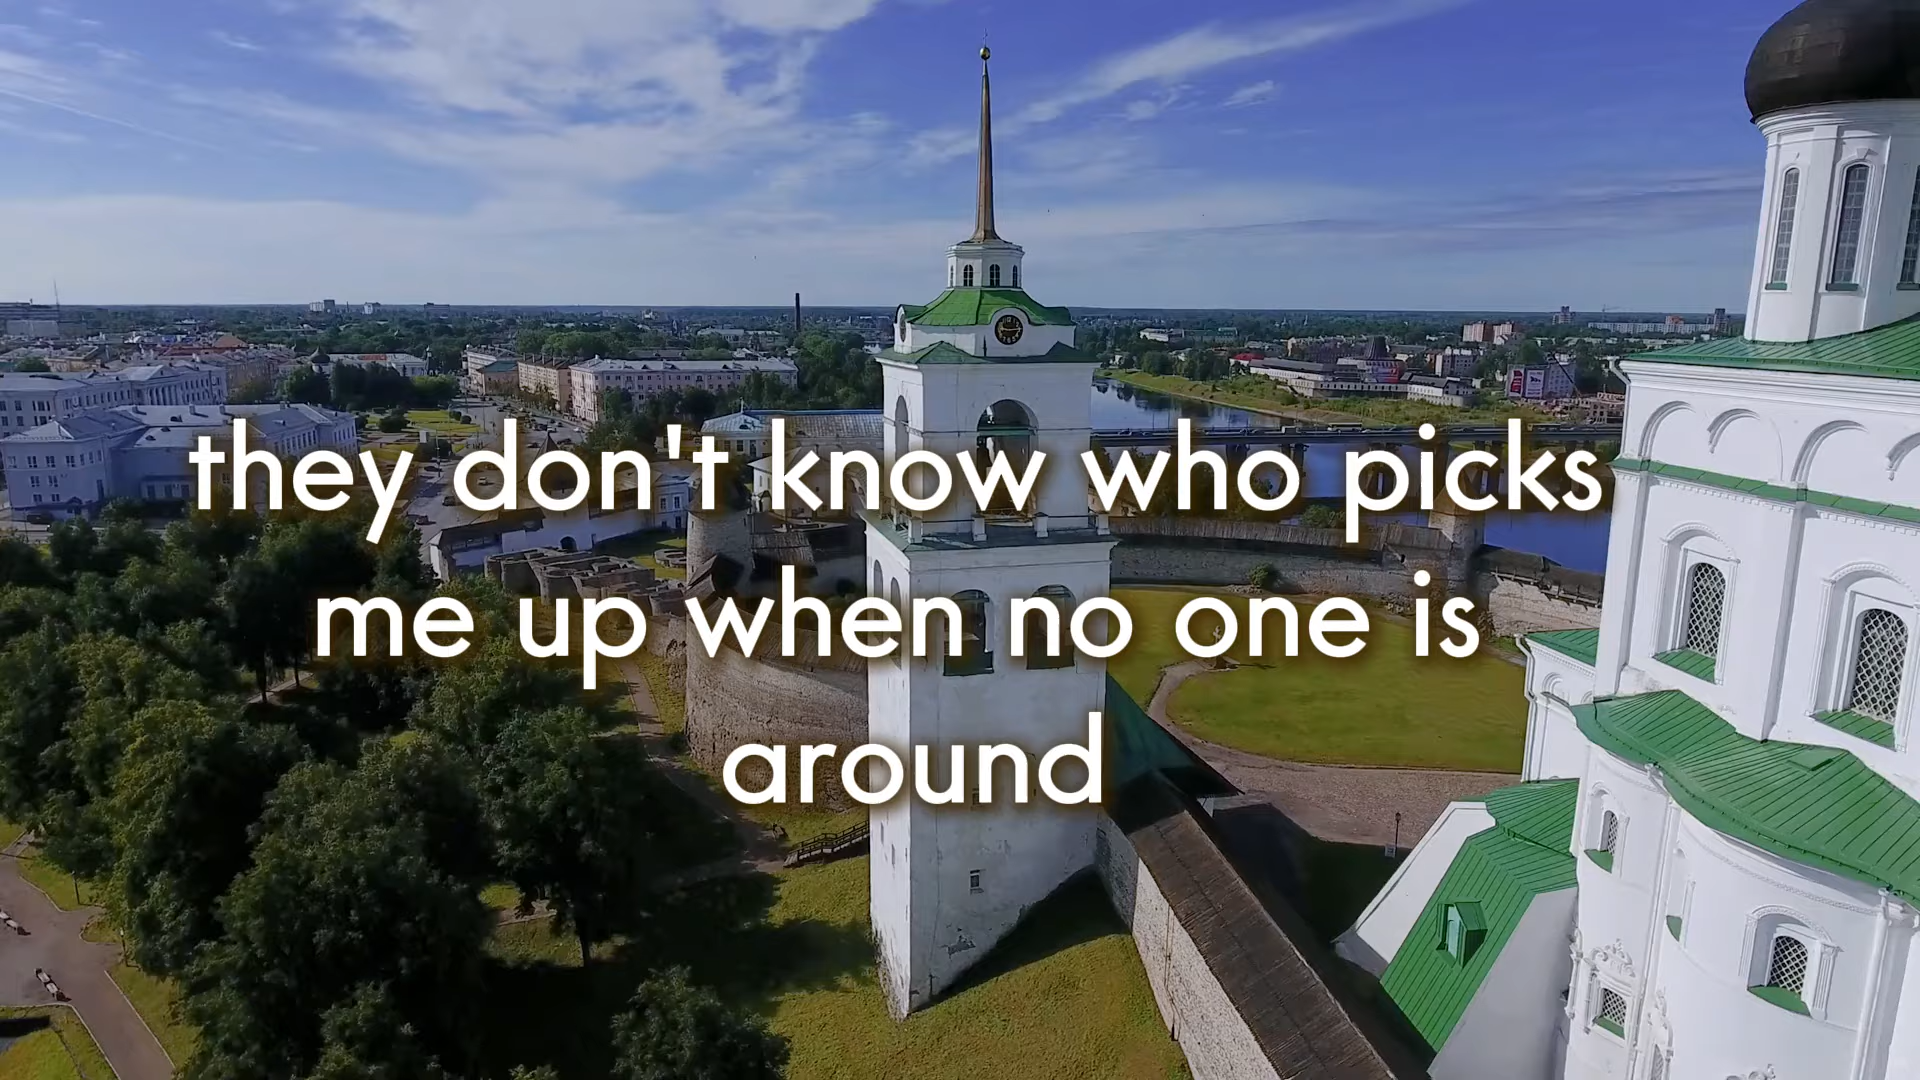 they don't know who picks
me up when no one is
around